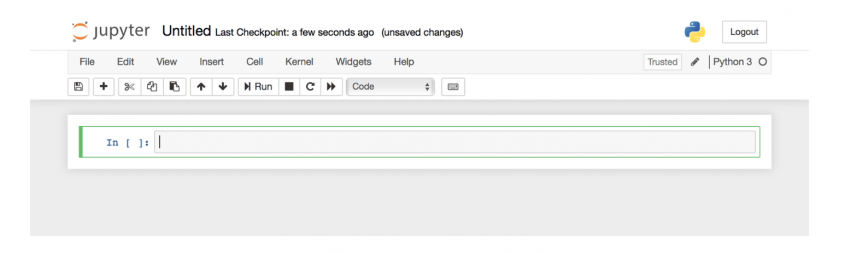 jupyter Untitled Last Checkpoint: a few seconds ago (unsaved changes) Logout
File Edit View Insert Cell Kernel Widgets Help Trusted Python 3
Run Code
In [ ]: